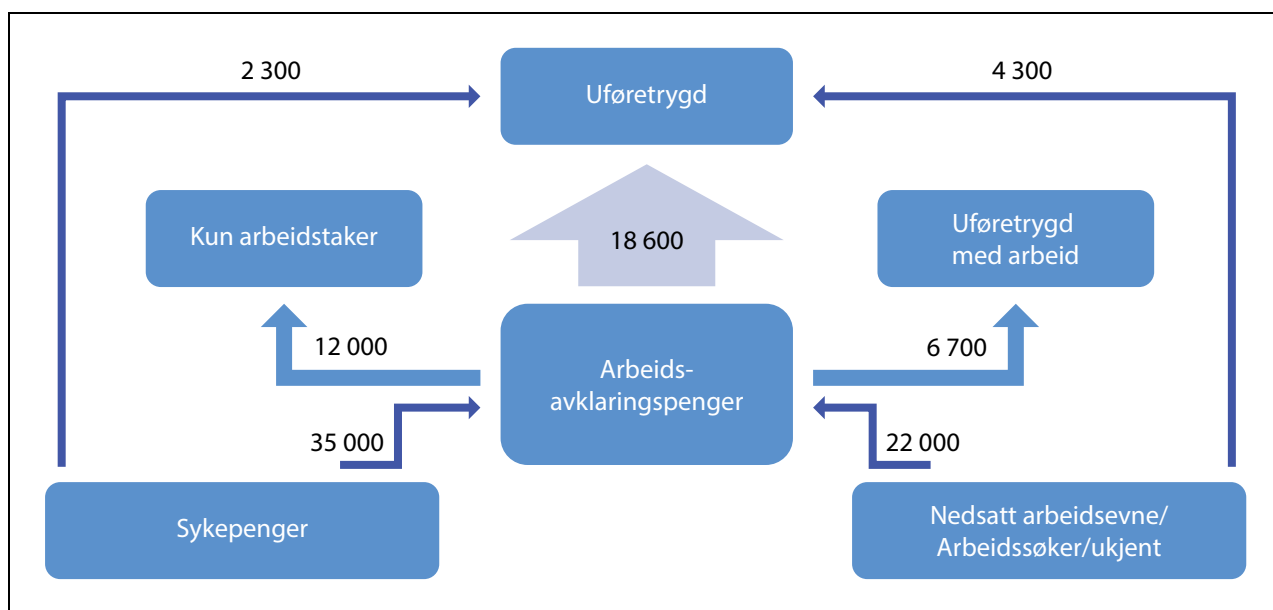 2 300
4 300
Uføretrygd
Kun arbeidstaker
18 600
Uføretrygd
med arbeid
12 000
6 700
Arbeids-
avklaringspenger
35 000
22 000
Sykepenger
Nedsatt arbeidsevne/
Arbeidssøker/ukjent